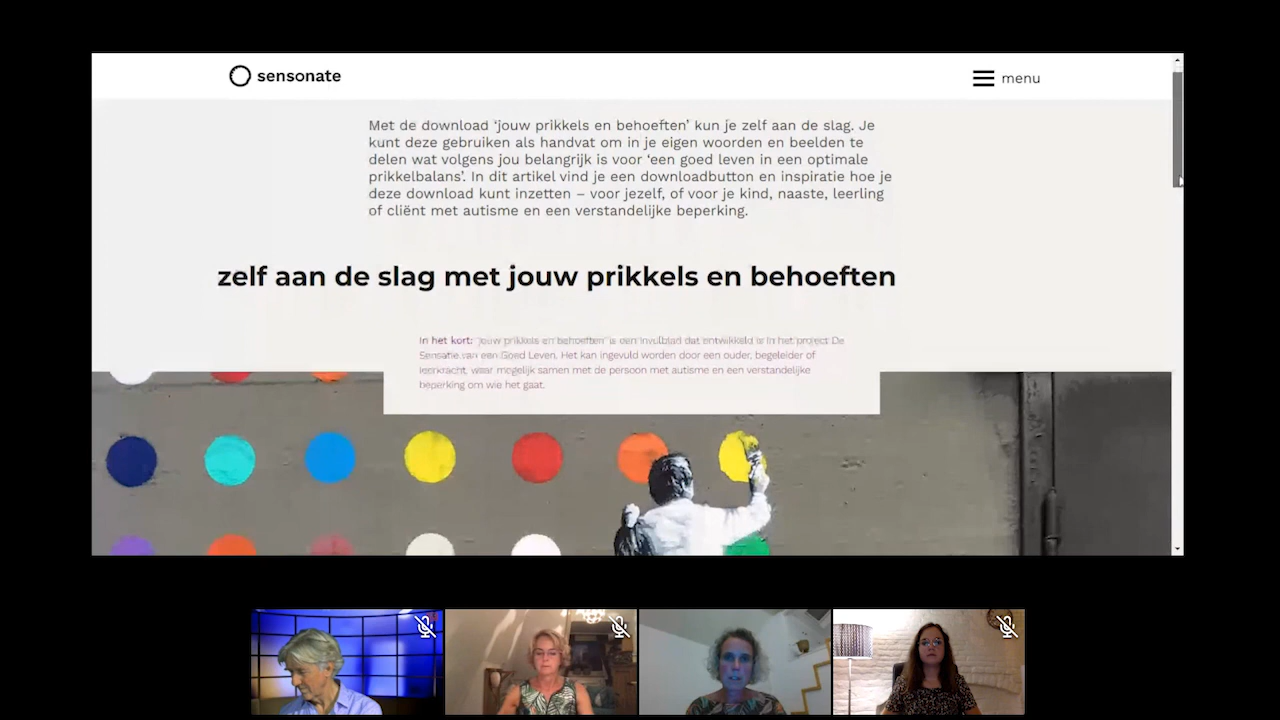 sensonate
menu
Met de download ‘jouw prikkels en behoeften’ kun je zelf aan de slag. Je
kunt deze gebruiken als handvat om in je eigen woorden en beelden te
delen wat volgens jou belangrijk is voor ‘een goed leven in een optimale
prikkelbalans’. In dit artikel vind je een downloadbutton en inspiratie hoe je
deze download kunt inzetten – voor jezelf, of voor je kind, naaste, leerling
of cliënt met autisme en een verstandelijke beperking.
zelf aan de slag met jouw prikkels en behoeften
In het kort: ‘jouw prikkels en behoeften’ is een invulblad dat ontwikkeld is in het project De
Sensatie van een Goed Leven. Het kan ingevuld worden door een ouder, begeleider of
leerkracht, waar mogelijk samen met de persoon met autisme en een verstandelijke
beperking om wie het gaat.